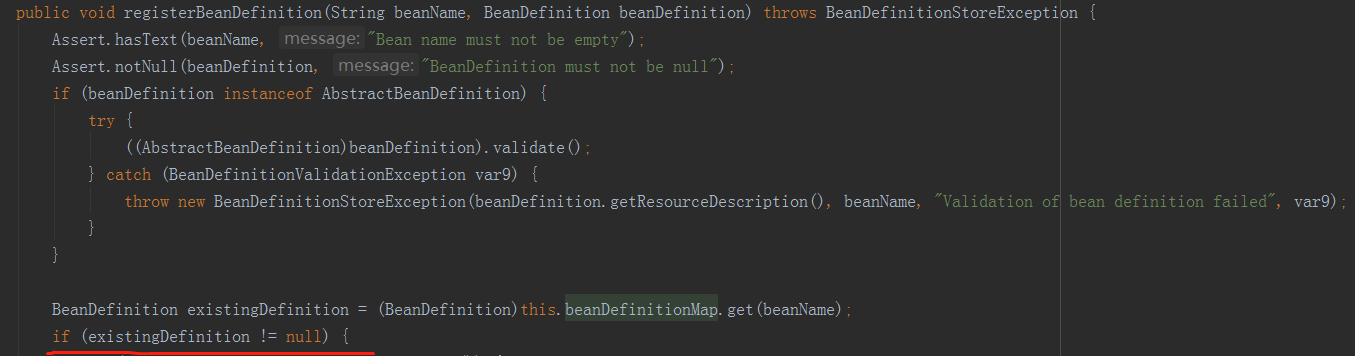 public void registerBeanDefinition(String beanName, BeanDefinition beanDefinition) throws BeanDefinitionStoreException {
Assert.hasText(beanName, message: "Bean name must not be empty");
Assert.notNull(beanDefinition, message: "BeanDefinition must not be null");
if (beanDefinition instanceof AbstractBeanDefinition) {
try {
((AbstractBeanDefinition)beanDefinition).validate();
} catch (BeanDefinitionValidationException var9) {
throw new BeanDefinitionStoreException(beanDefinition.getResourceDescription(), beanName, "Validation of bean definition failed", var9);
}
}
BeanDefinition existingDefinition = (BeanDefinition)this.beanDefinitionMap.get(beanName);
if (existingDefinition != null) {